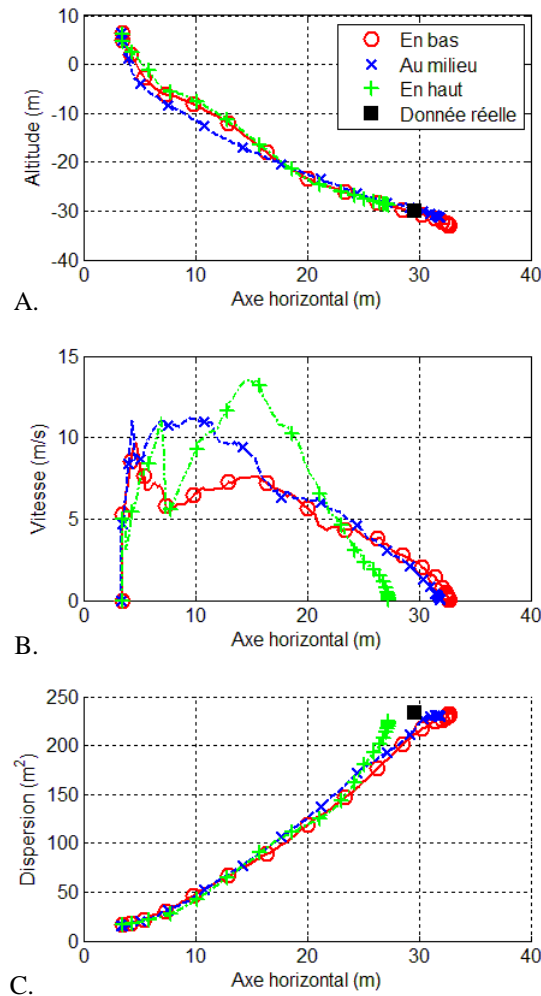 10
0
-10
-20
-30
-40
Altitude (m)
En bas
Au milieu
En haut
Donnée réelle
0 10 20 30 40
Axe horizontal (m)
A.
15
10
5
0
Vitesse (m/s)
0 10 20 30 40
Axe horizontal (m)
B.
250
200
150
100
50
0
Dispersion (m²)
0 10 20 30 40
Axe horizontal (m)
C.